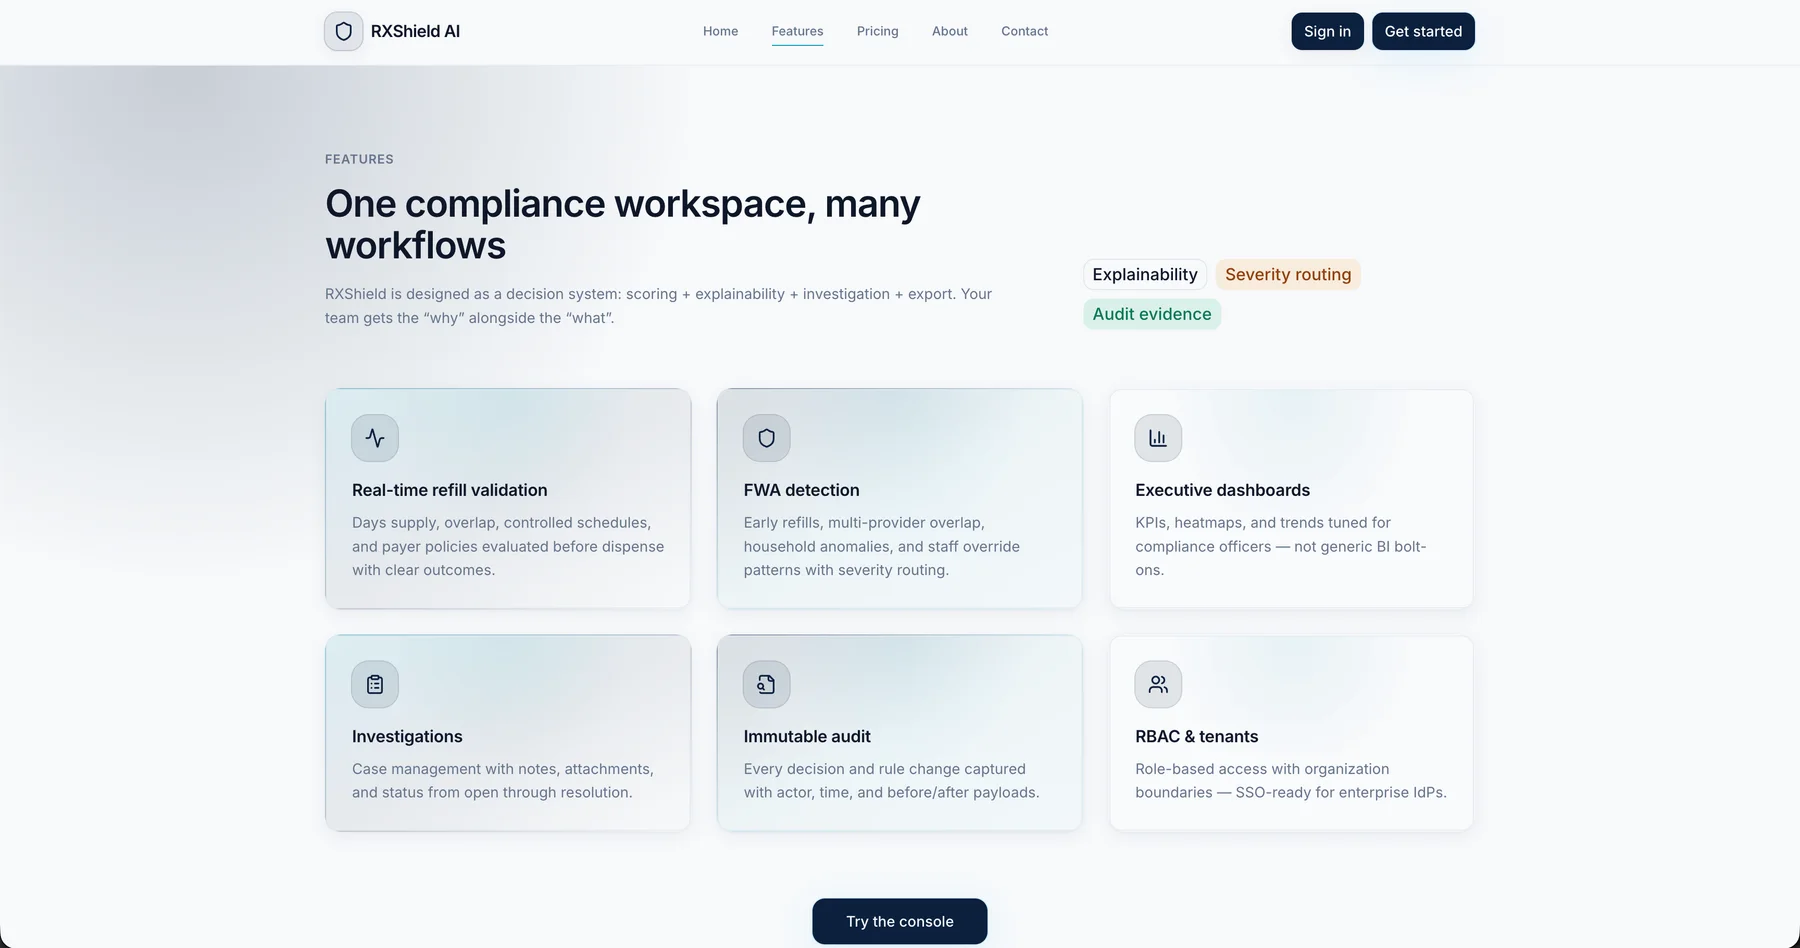 RXShield AI
Home
Features
Pricing
About
Contact
Sign in
Get started
FEATURES
One compliance workspace, many
workflows
RXShield is designed as a decision system: scoring + explainability + investigation + export. Your
team gets the “why” alongside the “what”.
Explainability
Severity routing
Audit evidence
Real-time refill validation
Days supply, overlap, controlled schedules,
and payer policies evaluated before dispense
with clear outcomes.
FWA detection
Early refills, multi-provider overlap,
household anomalies, and staff override
patterns with severity routing.
Executive dashboards
KPIs, heatmaps, and trends tuned for
compliance officers — not generic BI bolt-
ons.
Investigations
Case management with notes, attachments,
and status from open through resolution.
Immutable audit
Every decision and rule change captured
with actor, time, and before/after payloads.
RBAC & tenants
Role-based access with organization
boundaries — SSO-ready for enterprise IdPs.
Try the console